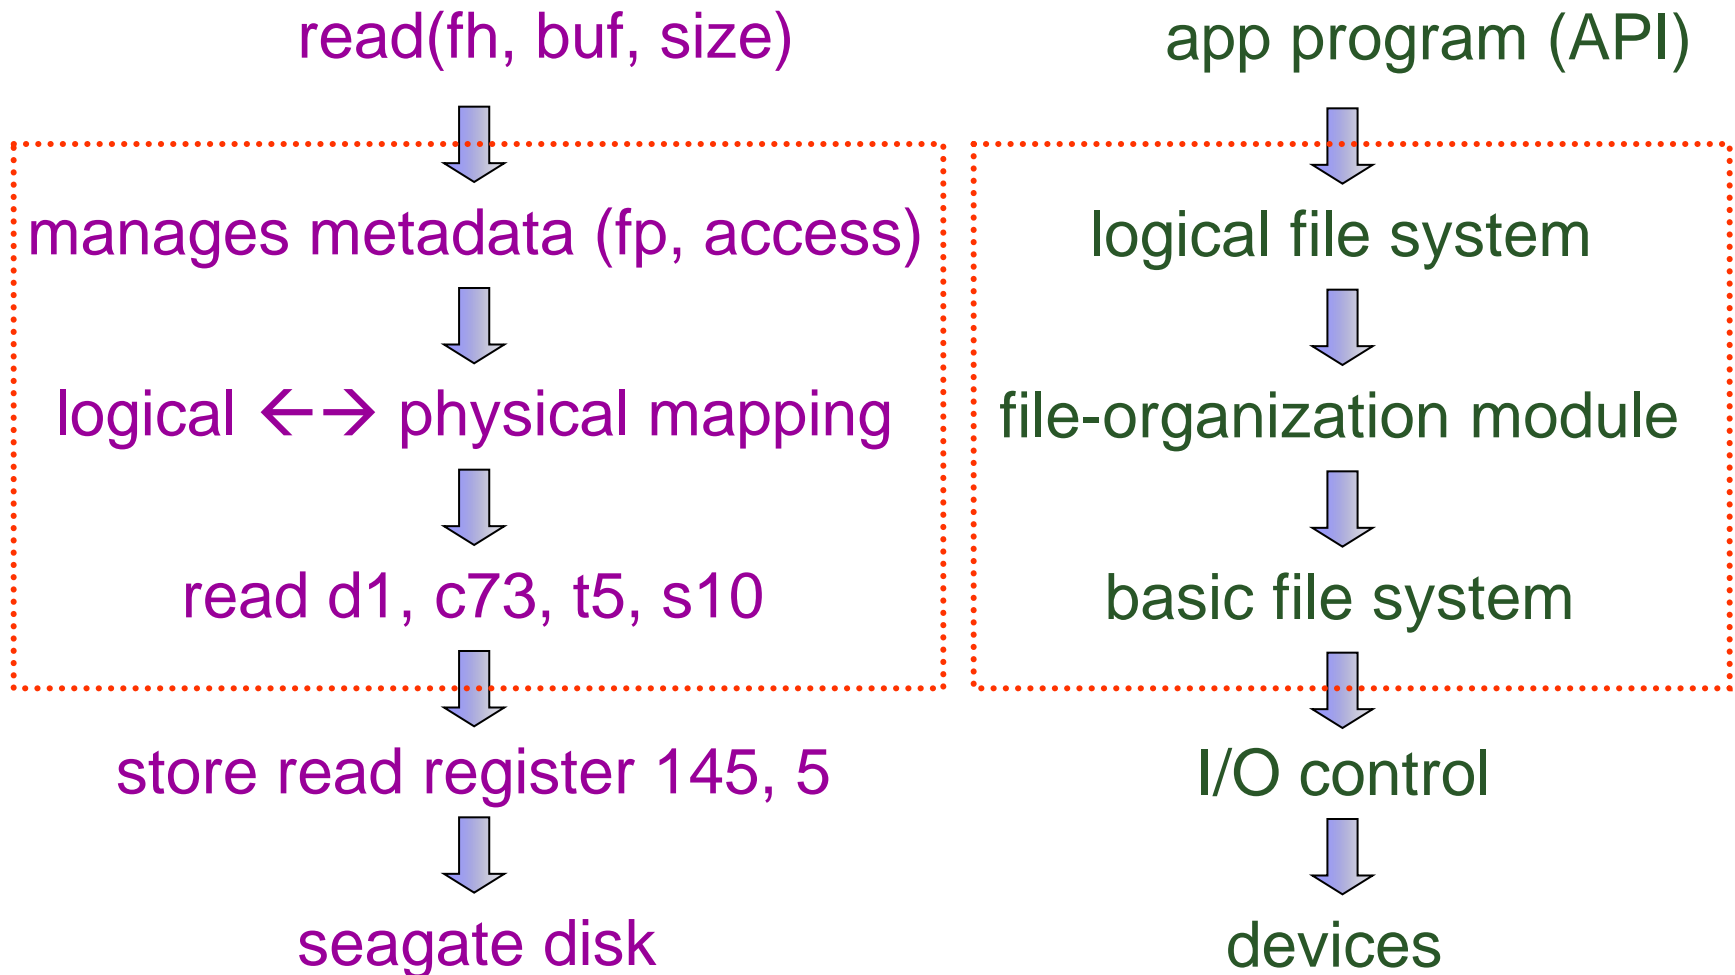 read(fh, buf, size)
manages metadata (fp, access)
logical ←→ physical mapping
read d1, c73, t5, s10
store read register 145, 5
seagate disk
app program (API)
logical file system
file-organization module
basic file system
I/O control
devices